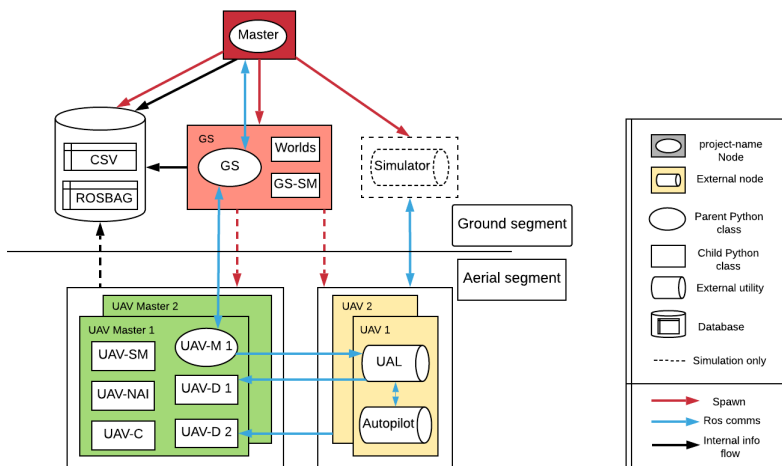 Master
GS
GS
Worlds
GS-SM
CSV
ROSBAG
Simulator
Ground segment
Aerial segment
UAV Master 2
UAV Master 1
UAV-SM
UAV-M 1
UAV-NAI
UAV-D 1
UAV-C
UAV-D 2
UAV 2
UAV 1
UAL
Autopilot
project-name
Node
External node
Parent Python
class
Child Python
class
External utility
Database
Simulation only
Spawn
Ros comms
Internal info
flow